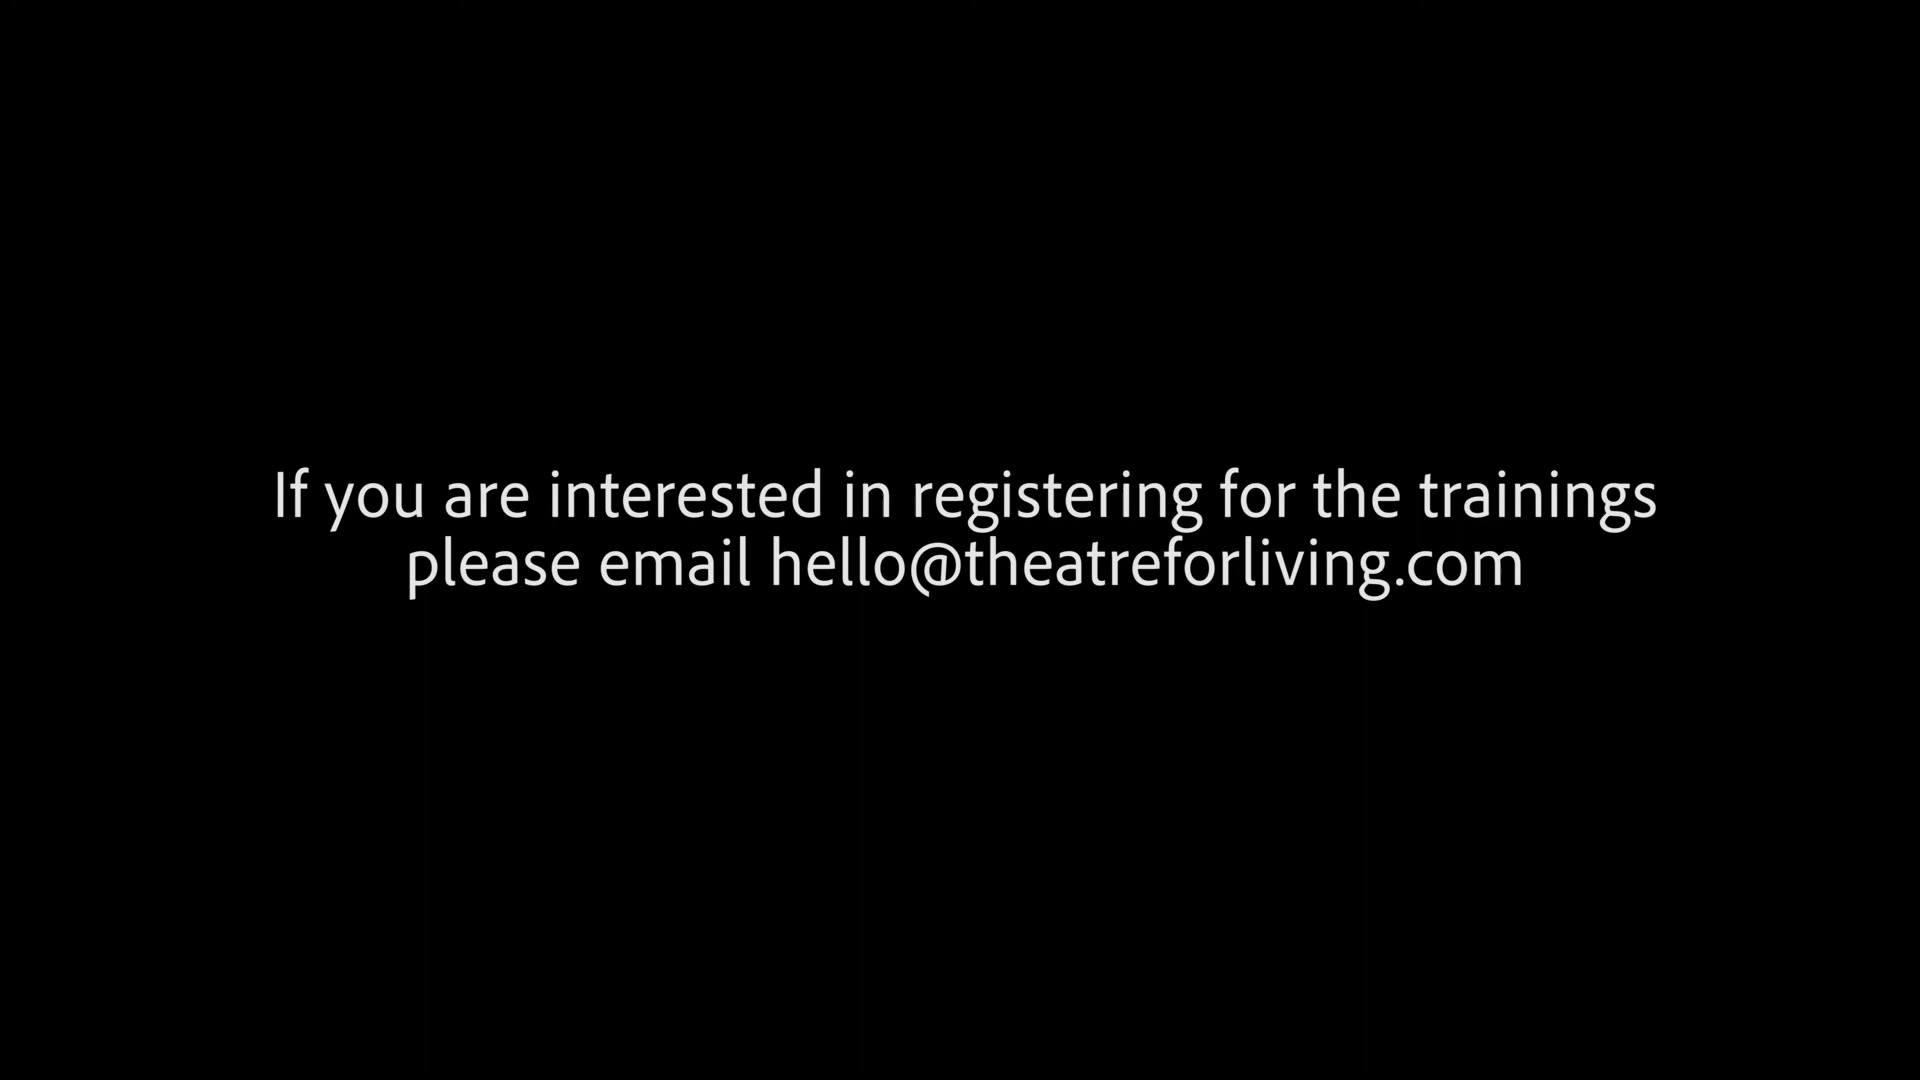 If you are interested in registering for the trainings
please email hello@theatreforliving.com